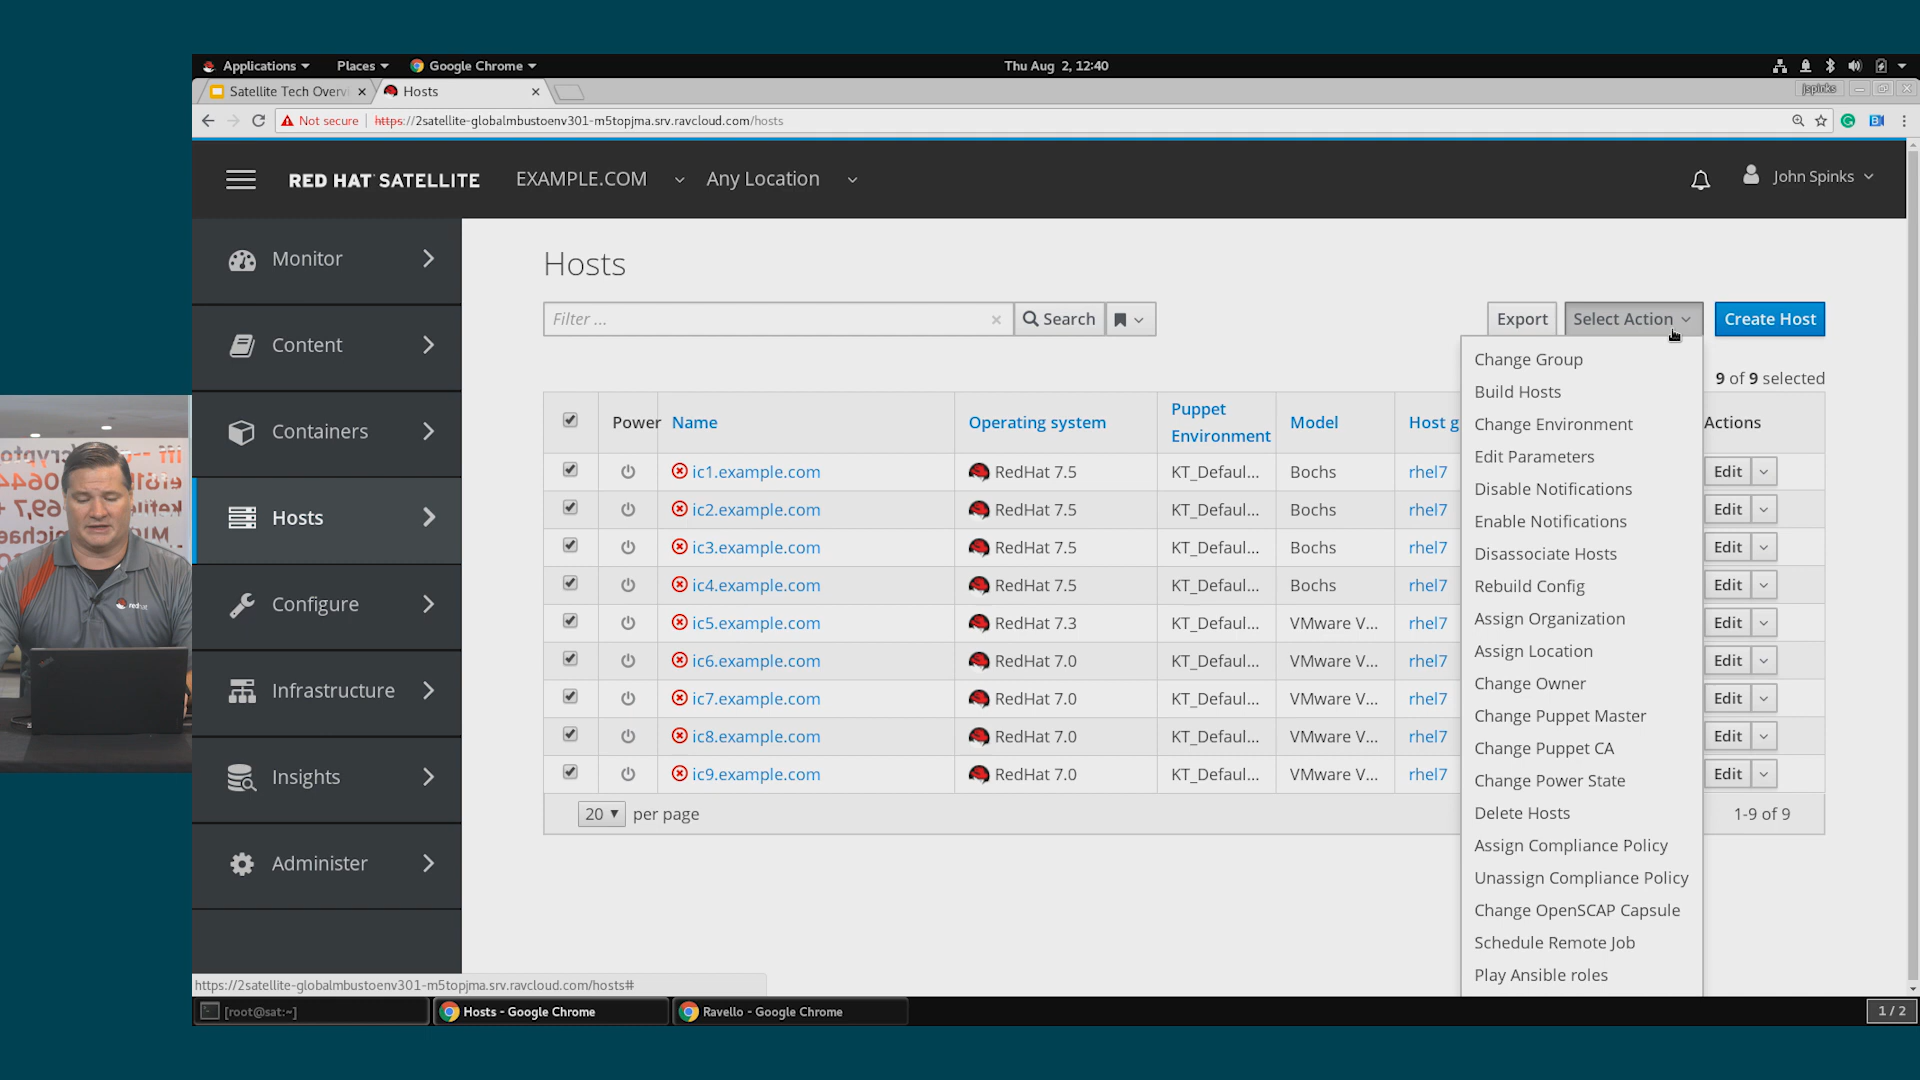 Applications Places Google Chrome Thu Aug 2, 12:40
Satellite Tech Overvi Hosts jspinks
Not secure https://2satellite-globalmbustoenv301-m5topjma.srv.ravcloud.com/hosts
RED HAT SATELLITE EXAMPLE.COM Any Location John Spinks
Monitor
Content
Containers
Hosts
Configure
Infrastructure
Insights
Administer
Hosts
Filter ... Search Export Select Action Create Host
9 of 9 selected
Power Name Operating system Puppet Environment Model Host g Actions
ic1.example.com RedHat 7.5 KT_Defaul... Bochs rhel7 Edit
ic2.example.com RedHat 7.5 KT_Defaul... Bochs rhel7 Edit
ic3.example.com RedHat 7.5 KT_Defaul... Bochs rhel7 Edit
ic4.example.com RedHat 7.5 KT_Defaul... Bochs rhel7 Edit
ic5.example.com RedHat 7.3 KT_Defaul... VMware V... rhel7 Edit
ic6.example.com RedHat 7.0 KT_Defaul... VMware V... rhel7 Edit
ic7.example.com RedHat 7.0 KT_Defaul... VMware V... rhel7 Edit
ic8.example.com RedHat 7.0 KT_Defaul... VMware V... rhel7 Edit
ic9.example.com RedHat 7.0 KT_Defaul... VMware V... rhel7 Edit
20 per page 1-9 of 9
Change Group
Build Hosts
Change Environment
Edit Parameters
Disable Notifications
Enable Notifications
Disassociate Hosts
Rebuild Config
Assign Organization
Assign Location
Change Owner
Change Puppet Master
Change Puppet CA
Change Power State
Delete Hosts
Assign Compliance Policy
Unassign Compliance Policy
Change OpenSCAP Capsule
Schedule Remote Job
Play Ansible roles
https://2satellite-globalmbustoenv301-m5topjma.srv.ravcloud.com/hosts#
[root@sat:~] Hosts - Google Chrome Ravello - Google Chrome 1 / 2
redhat